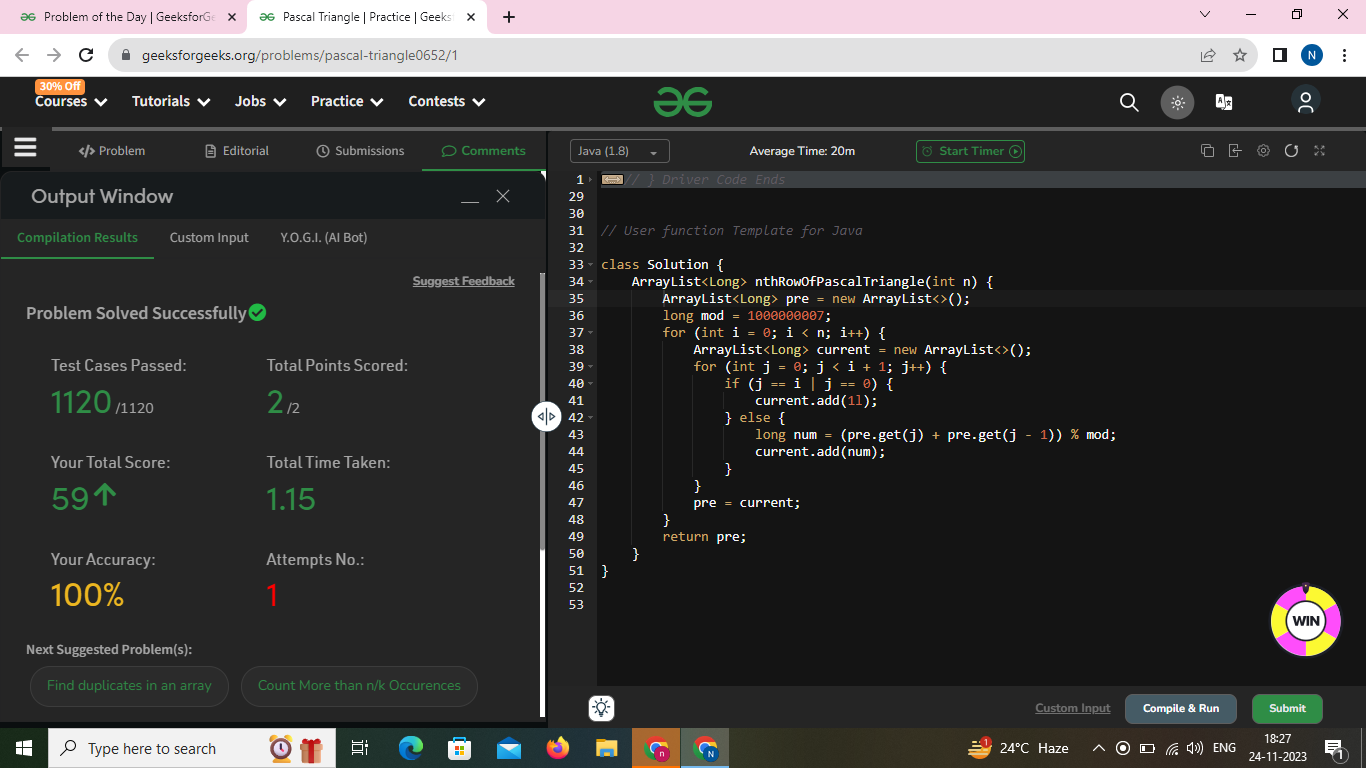 Problem of the Day | GeeksforGe
Pascal Triangle | Practice | Geeks
geeksforgeeks.org/problems/pascal-triangle0652/1
N
30% Off
Courses
Tutorials
Jobs
Practice
Contests
Problem
Editorial
Submissions
Comments
Java (1.8)
Average Time: 20m
Start Timer
Output Window
Compilation Results
Custom Input
Y.O.G.I. (AI Bot)
Suggest Feedback
Problem Solved Successfully
Test Cases Passed:
Total Points Scored:
1120 /1120
2 /2
Your Total Score:
Total Time Taken:
59
1.15
Your Accuracy:
Attempts No.:
100%
1
Next Suggested Problem(s):
Find duplicates in an array
Count More than n/k Occurences
1 // } Driver Code Ends
29
30
31 // User function Template for Java
32
33 class Solution {
34 ArrayList<Long> nthRowOfPascalTriangle(int n) {
35 ArrayList<Long> pre = new ArrayList<>();
36 long mod = 1000000007;
37 for (int i = 0; i < n; i++) {
38 ArrayList<Long> current = new ArrayList<>();
39 for (int j = 0; j < i + 1; j++) {
40 if (j == i | j == 0) {
41 current.add(1l);
42 } else {
43 long num = (pre.get(j) + pre.get(j - 1)) % mod;
44 current.add(num);
45 }
46 }
47 pre = current;
48 }
49 return pre;
50 }
51 }
52
53
WIN
Custom Input
Compile & Run
Submit
Type here to search
n
N
1
24°C Haze
ENG
18:27
24-11-2023
1